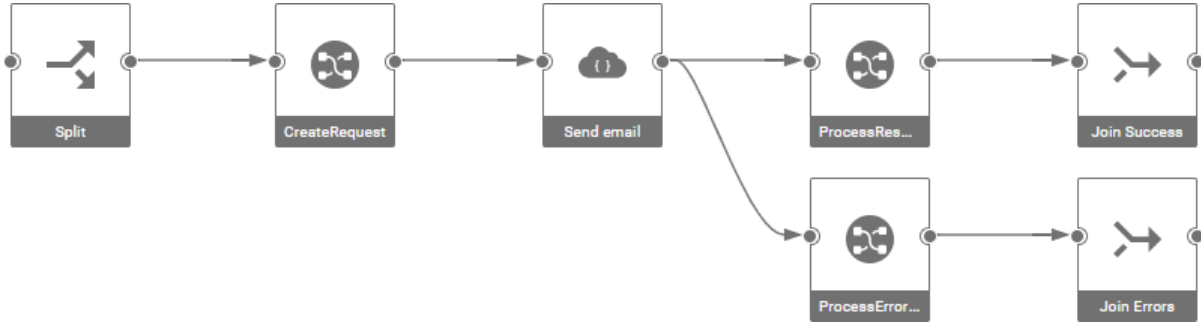 Split
CreateRequest
{ }
Send email
ProcessRes...
Join Success
ProcessError...
Join Errors